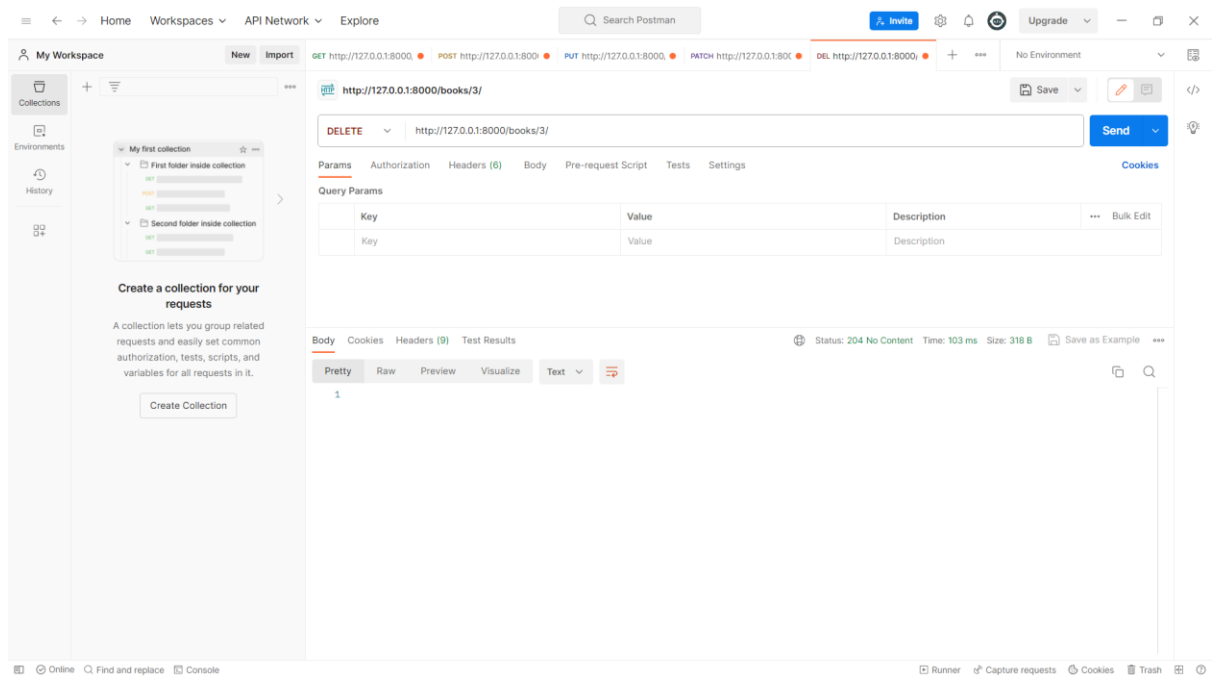 Home Workspaces API Network Explore Search Postman Invite Upgrade
My Workspace New Import GET http://127.0.0.1:8000, POST http://127.0.0.1:800( PUT http://127.0.0.1:8000, PATCH http://127.0.0.1:80( DEL http://127.0.0.1:8000/ No Environment
Collections
Environments
History
My first collection
First folder inside collection
GET
POST
GET
Second folder inside collection
GET
GET
Create a collection for your
requests
A collection lets you group related
requests and easily set common
authorization, tests, scripts, and
variables for all requests in it.
Create Collection
HTTP http://127.0.0.1:8000/books/3/ Save
DELETE http://127.0.0.1:8000/books/3/ Send
Params Authorization Headers (6) Body Pre-request Script Tests Settings Cookies
Query Params
Key Value Description Bulk Edit
Key Value Description
Body Cookies Headers (9) Test Results Status: 204 No Content Time: 103 ms Size: 318 B Save as Example
Pretty Raw Preview Visualize Text
1
Online Find and replace Console Runner Capture requests Cookies Trash